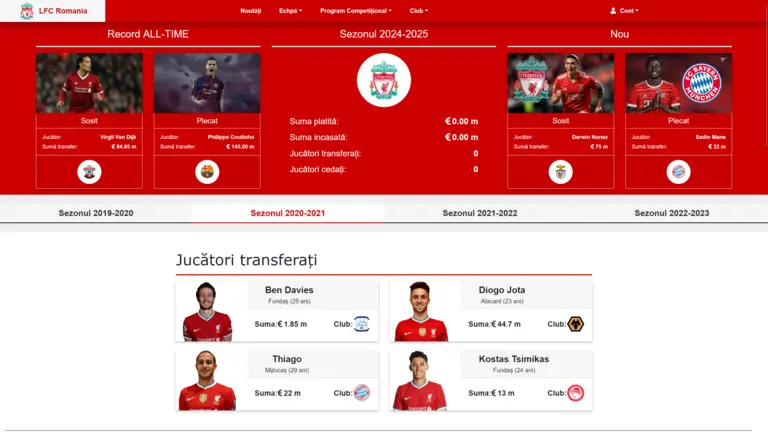 LFC Romania
Noutăți
Echpă
Program Competițional
Club
Cont
Record ALL-TIME
Sosit
Jucător: Virgil Van Dijk
Sumă transfer: € 84.65 m
Plecat
Jucător: Philippe Coutinho
Sumă transfer: € 145.00 m
Sezonul 2024-2025
Suma platită: € 0.00 m
Suma incasată: € 0.00 m
Jucători transferați: 0
Jucători cedați: 0
Nou
Sosit
Jucător: Darwin Nunez
Sumă transfer: € 75 m
FC BAYERN
MÜNCHEN
Plecat
Jucător: Sadio Mane
Sumă transfer: € 32 m
Sezonul 2019-2020
Sezonul 2020-2021
Sezonul 2021-2022
Sezonul 2022-2023
Jucători transferați
Ben Davies
Fundaș (25 ani)
Suma: € 1.85 m Club:
Diogo Jota
Atacant (23 ani)
Suma: € 44.7 m Club:
Thiago
Mijlocaș (29 ani)
Suma: € 22 m Club:
Kostas Tsimikas
Fundaș (24 ani)
Suma: € 13 m Club: